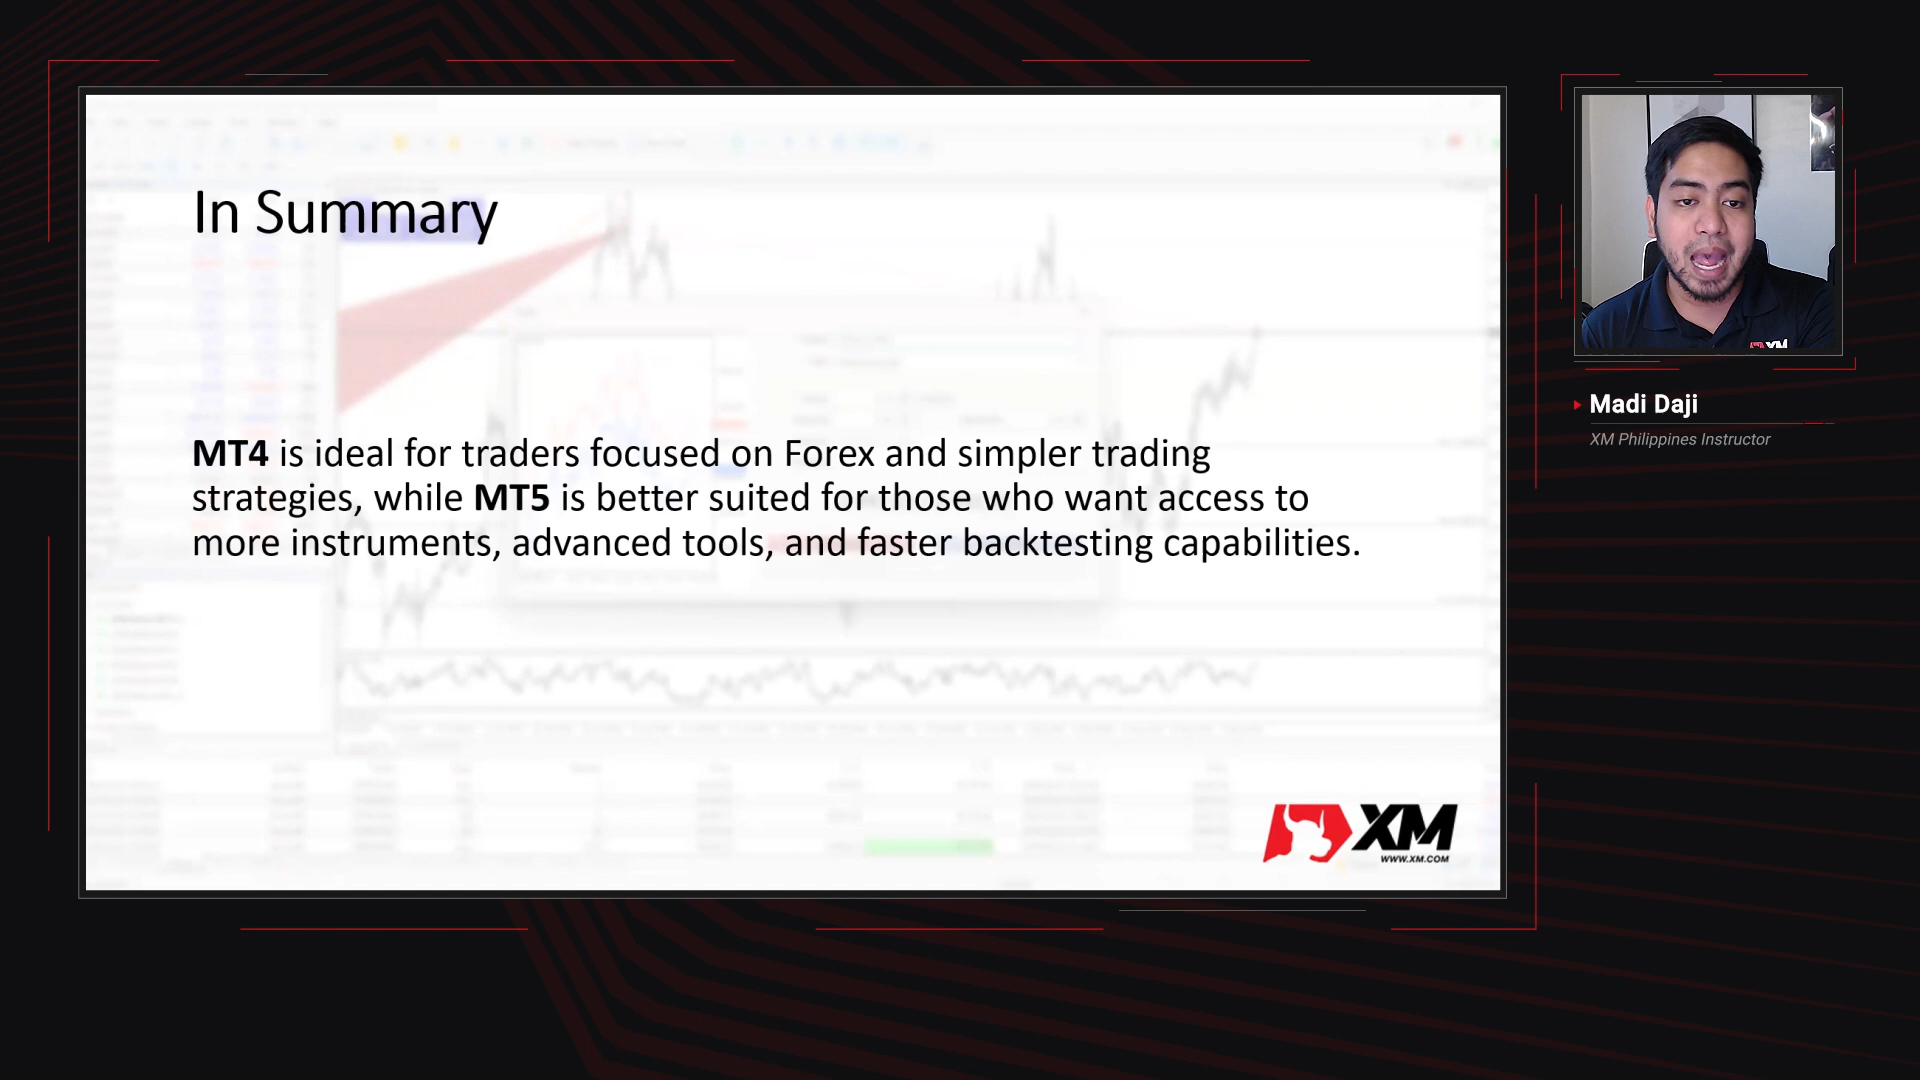 In Summary
MT4 is ideal for traders focused on Forex and simpler trading
strategies, while MT5 is better suited for those who want access to
more instruments, advanced tools, and faster backtesting capabilities.
XM
WWW.XM.COM
XM
Madi Daji
XM Philippines Instructor